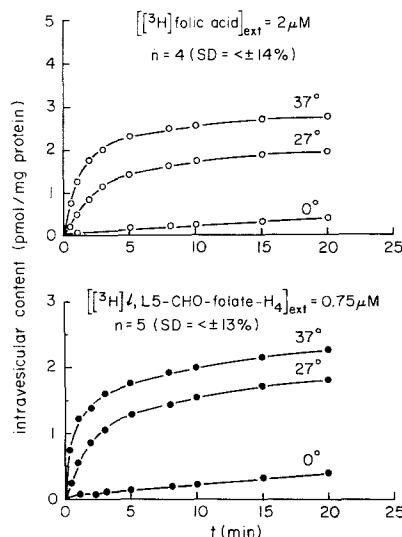 [[³H]folic acid]ext = 2μM
n = 4 (SD = <±14%)
4
3
2
1
0
37°
27°
0°
0 5 10 15 20 25
intravesicular content (pmol/mg protein)
[[³H]l, L5-CHO-folate-H₄]ext = 0.75μM
n = 5 (SD = <±13%)
3
2
1
0
37°
27°
0°
0 5 10 15 20 25
t (min)